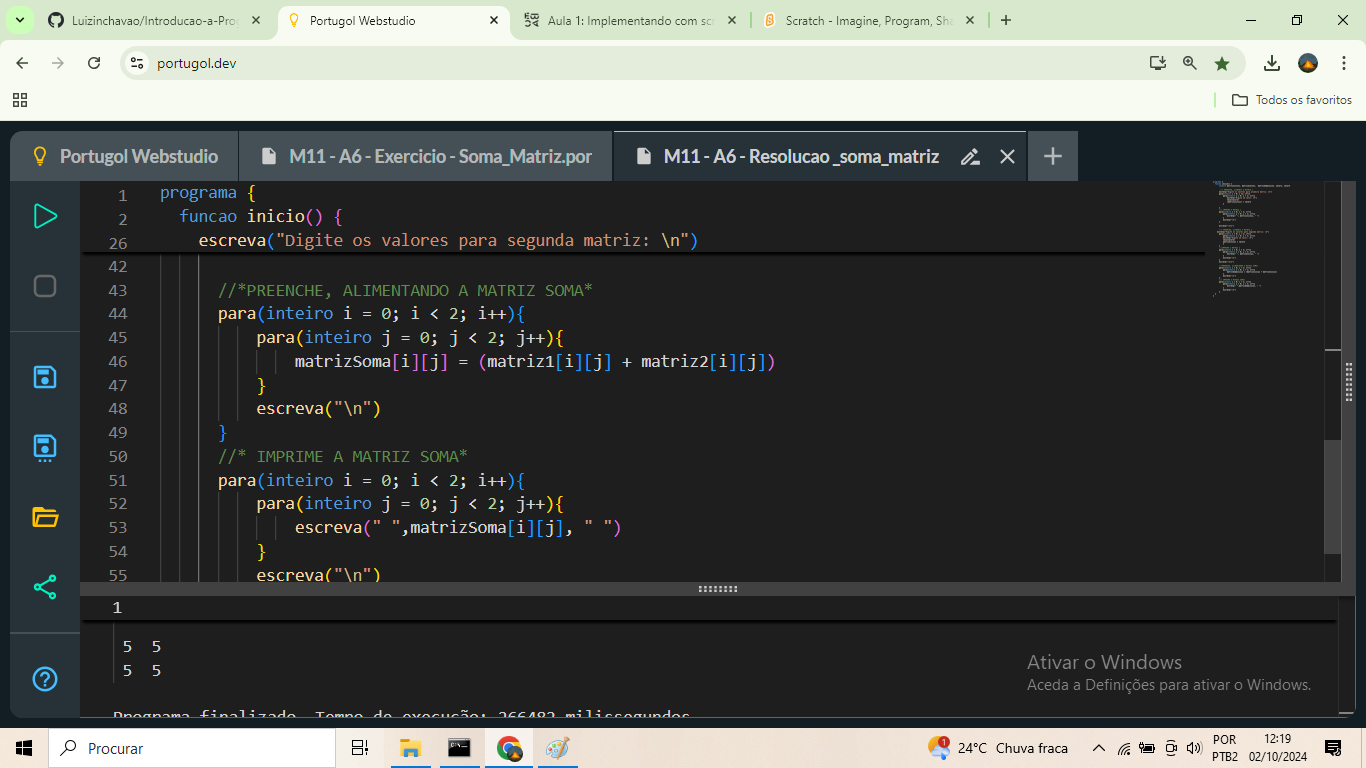 Luizinchavao/Introducao-a-Pro
Portugol Webstudio
Aula 1: Implementando com scr
Scratch - Imagine, Program, Sha
portugol.dev
Todos os favoritos
Portugol Webstudio
M11 - A6 - Exercicio - Soma_Matriz.por
M11 - A6 - Resolucao _soma_matriz
1 programa {
2 funcao inicio() {
26 escreva("Digite os valores para segunda matriz: \n")
42
43 //*PREENCHE, ALIMENTANDO A MATRIZ SOMA*
44 para(inteiro i = 0; i < 2; i++){
45 para(inteiro j = 0; j < 2; j++){
46 matrizSoma[i][j] = (matriz1[i][j] + matriz2[i][j])
47 }
48 escreva("\n")
49 }
50 //* IMPRIME A MATRIZ SOMA*
51 para(inteiro i = 0; i < 2; i++){
52 para(inteiro j = 0; j < 2; j++){
53 escreva(" ",matrizSoma[i][j], " ")
54 }
55 escreva("\n")
1
5 5
5 5
Programa finalizado. Tempo de execução: 266482 milissegundos
Ativar o Windows
Aceda a Definições para ativar o Windows.
Procurar
1
24°C Chuva fraca
POR
PTB2
12:19
02/10/2024